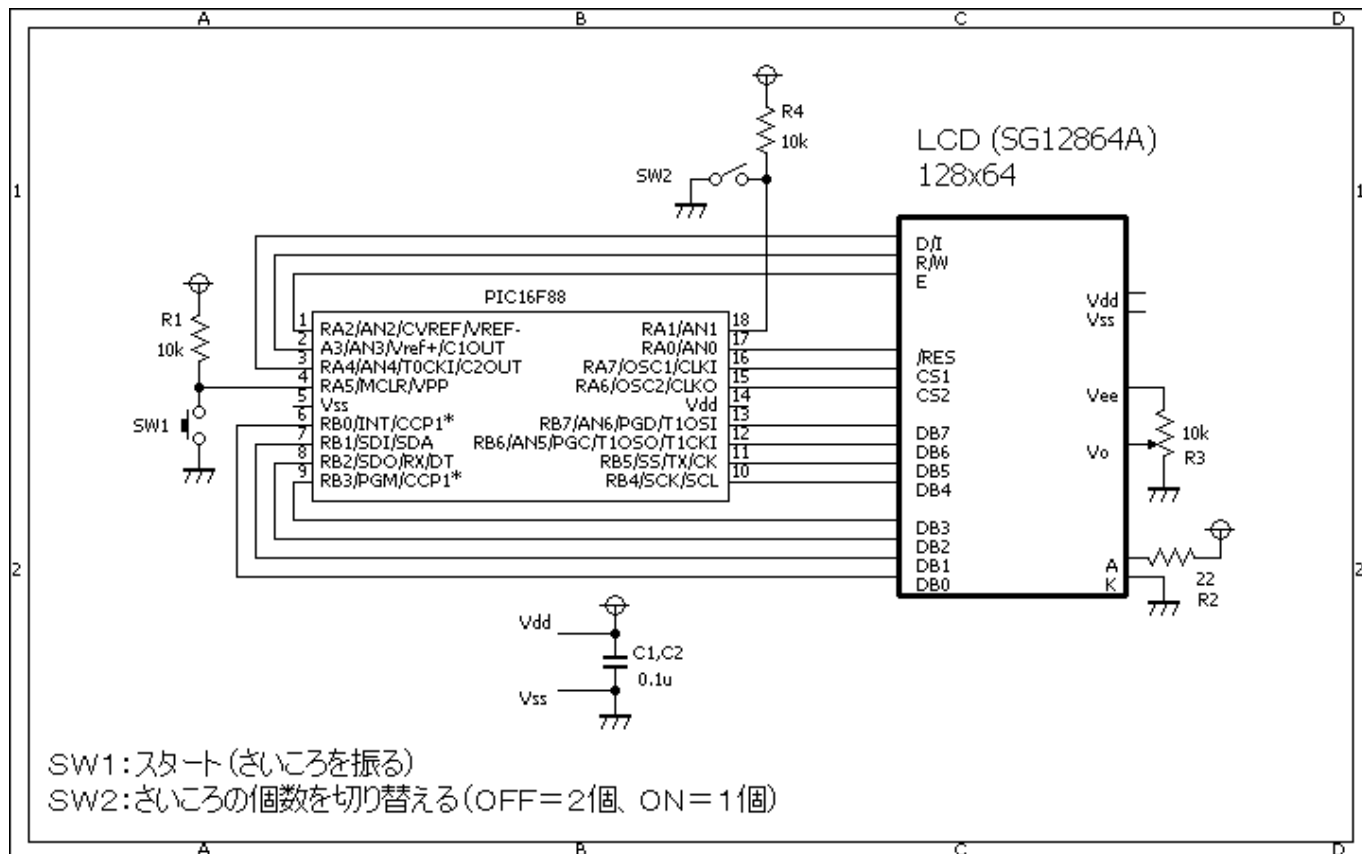 A B C D
R4
10k
LCD (SG12864A)
128x64
SW2
1 1
D/I
R/W
E
Vdd
Vss
/RES
CS1
CS2
Vee
10k
R3
Vo
DB7
DB6
DB5
DB4
DB3
DB2
DB1
DB0
A
K
22
R2
R1
10k
SW1
PIC16F88
1 RA2/AN2/CVREF/VREF-
2 A3/AN3/Vref+/C1OUT
3 RA4/AN4/T0CKI/C2OUT
4 RA5/MCLR/VPP
5 Vss
6 RB0/INT/CCP1*
7 RB1/SDI/SDA
8 RB2/SDO/RX/DT
9 RB3/PGM/CCP1*
RA1/AN1 18
RA0/AN0 17
RA7/OSC1/CLKI 16
RA6/OSC2/CLKO 15
Vdd 14
RB7/AN6/PGD/T1OSI 13
RB6/AN5/PGC/T1OSO/T1CKI 12
RB5/SS/TX/CK 11
RB4/SCK/SCL 10
2 2
Vdd
C1,C2
0.1u
Vss
SW1:スタート(さいころを振る)
SW2:さいころの個数を切り替える(OFF=2個、ON=1個)
A B C D